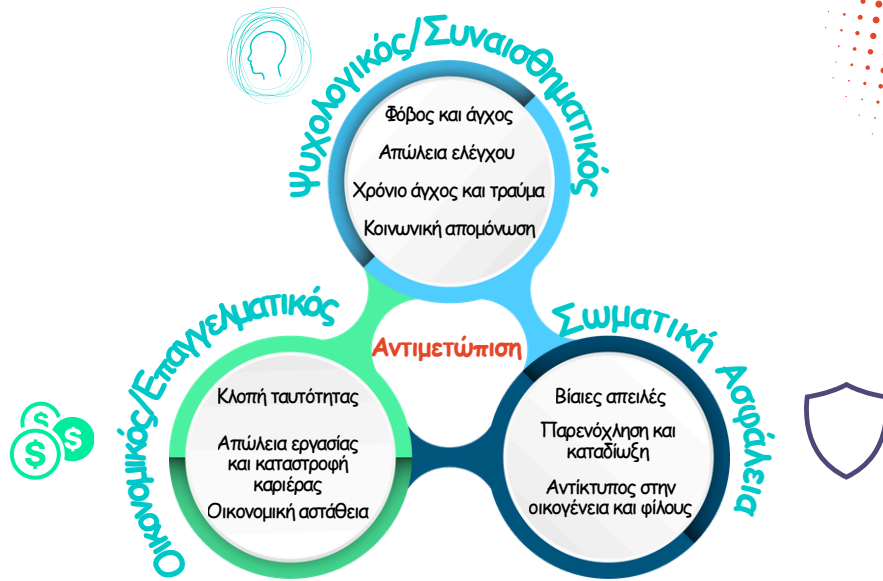 Ψυχολογικός/Συναισθηματικός
Φόβος και άγχος
Απώλεια ελέγχου
Χρόνιο άγχος και τραύμα
Κοινωνική απομόνωση
Αντιμετώπιση
Οικονομικός/Επαγγελματικός
Κλοπή ταυτότητας
Απώλεια εργασίας
και καταστροφή
καριέρας
Οικονομική αστάθεια
Σωματική Ασφάλεια
Βίαιες απειλές
Παρενόχληση και
καταδίωξη
Αντίκτυπος στην
οικογένεια και φίλους
$
$
$